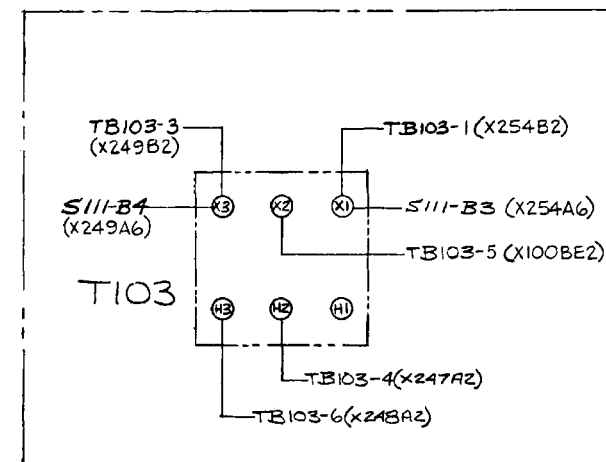 TB103-3
(X249B2)
TB103-1 (X254B2)
S111-B4
(X249A6)
X3
X2
X1
S111-B3 (X254A6)
TB103-5 (X100BE2)
T103
H3
H2
H1
TB103-4(X247A2)
TB103-6(X248A2)